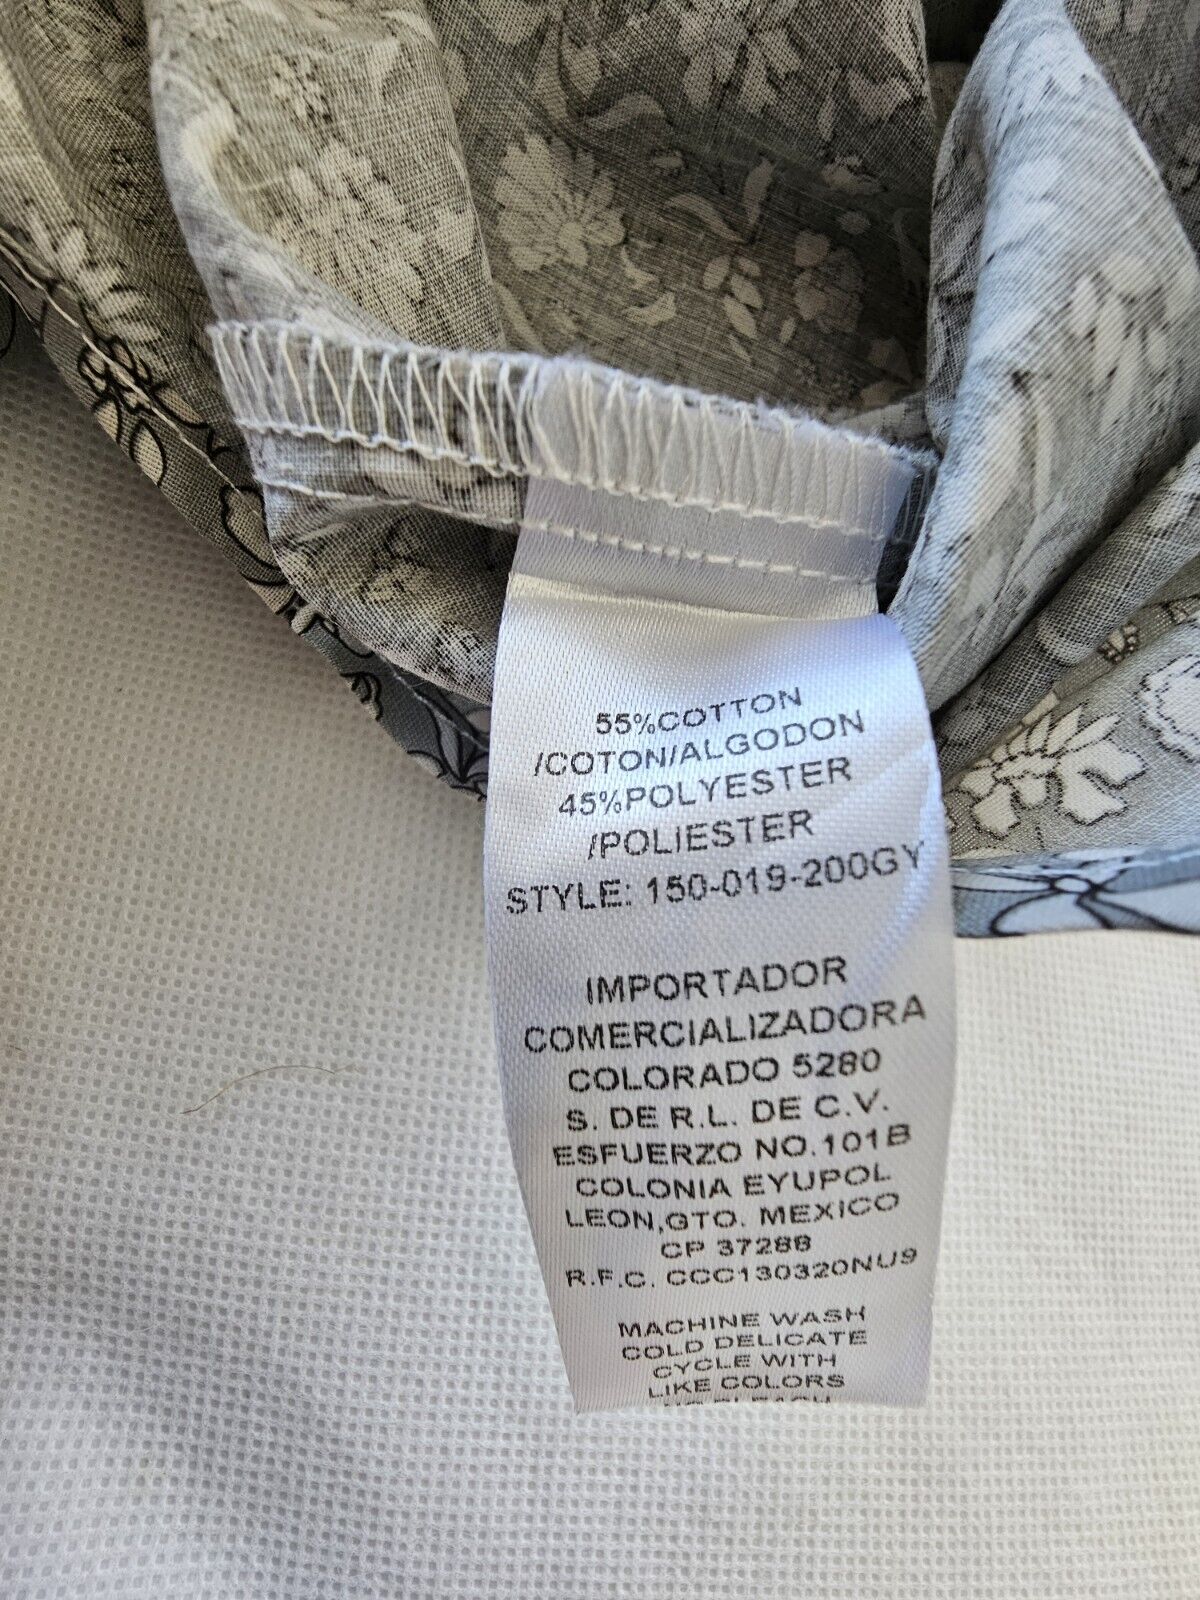 55%COTTON
/COTON/ALGODON
45%POLYESTER
/POLIESTER
STYLE: 150-019-200GY
IMPORTADOR
COMERCIALIZADORA
COLORADO 5280
S. DE R.L. DE C.V.
ESFUERZO NO.101B
COLONIA EYUPOL
LEON,GTO. MEXICO
CP 37288
R.F.C. CCC130320NU9
MACHINE WASH
COLD DELICATE
CYCLE WITH
LIKE COLORS